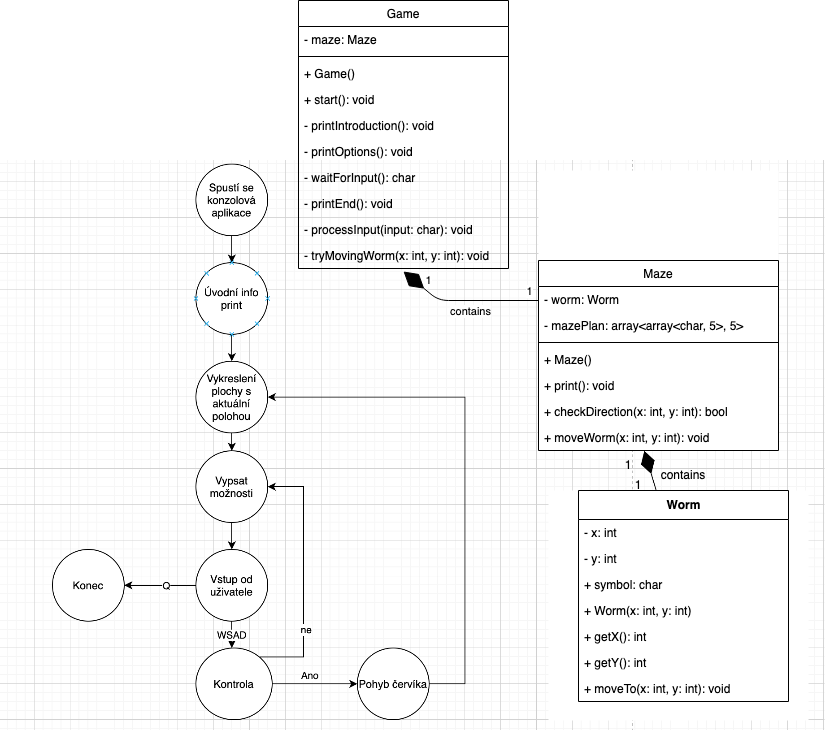 Game
- maze: Maze
+ Game()
+ start(): void
- printIntroduction(): void
- printOptions(): void
- waitForInput(): char
- printEnd(): void
- processInput(input: char): void
- tryMovingWorm(x: int, y: int): void
1
1
contains
Maze
- worm: Worm
- mazePlan: array<array<char, 5>, 5>
+ Maze()
+ print(): void
+ checkDirection(x: int, y: int): bool
+ moveWorm(x: int, y: int): void
1
contains
1
Worm
- x: int
- y: int
+ symbol: char
+ Worm(x: int, y: int)
+ getX(): int
+ getY(): int
+ moveTo(x: int, y: int): void
Spustí se
konzolová
aplikace
Úvodní info
print
Vykreslení
plochy s
aktuální
polohou
Vypsat
možnosti
Vstup od
uživatele
Q
Konec
WSAD
ne
Kontrola
Ano
Pohyb červíka